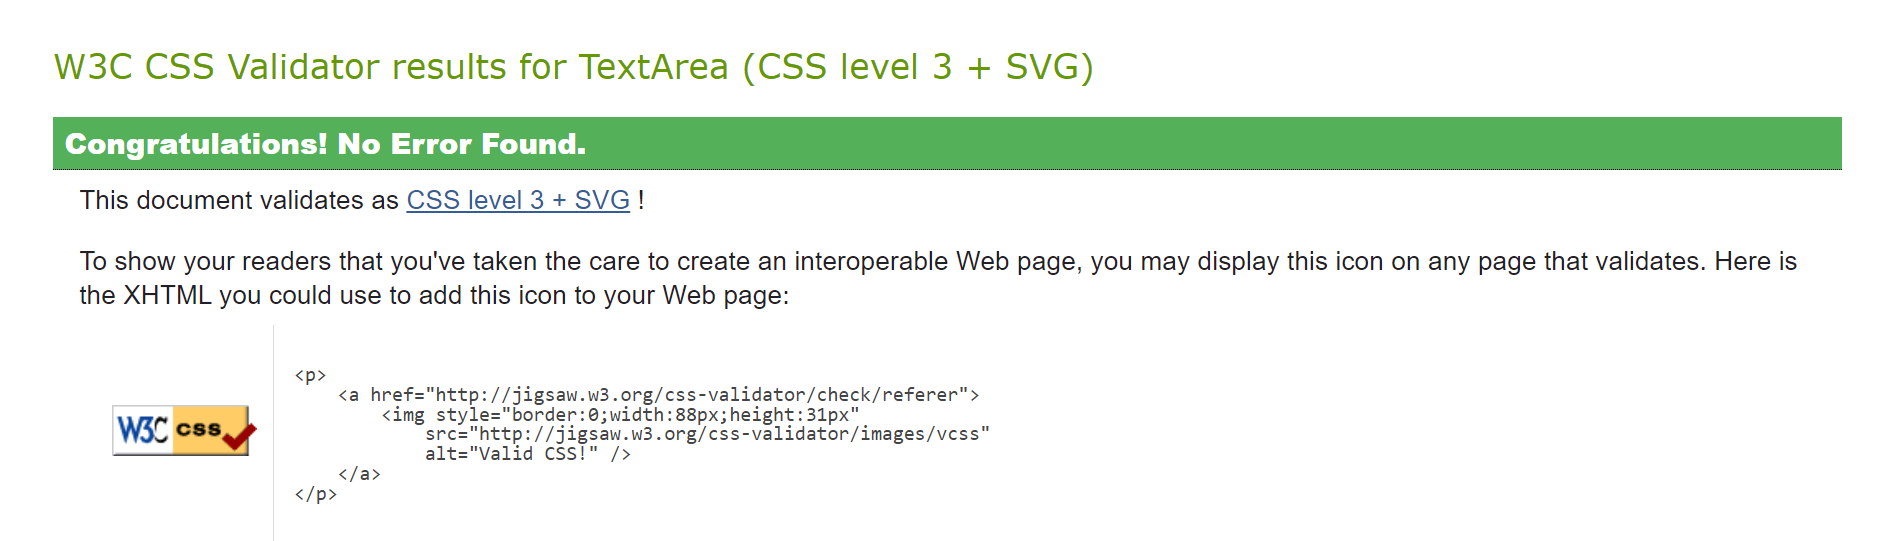 W3C CSS Validator results for TextArea (CSS level 3 + SVG)
Congratulations! No Error Found.
This document validates as CSS level 3 + SVG !
To show your readers that you've taken the care to create an interoperable Web page, you may display this icon on any page that validates. Here is
the XHTML you could use to add this icon to your Web page:
W3C css
<p>
    <a href="http://jigsaw.w3.org/css-validator/check/referer">
        <img style="border:0;width:88px;height:31px"
            src="http://jigsaw.w3.org/css-validator/images/vcss"
            alt="Valid CSS!" />
    </a>
</p>